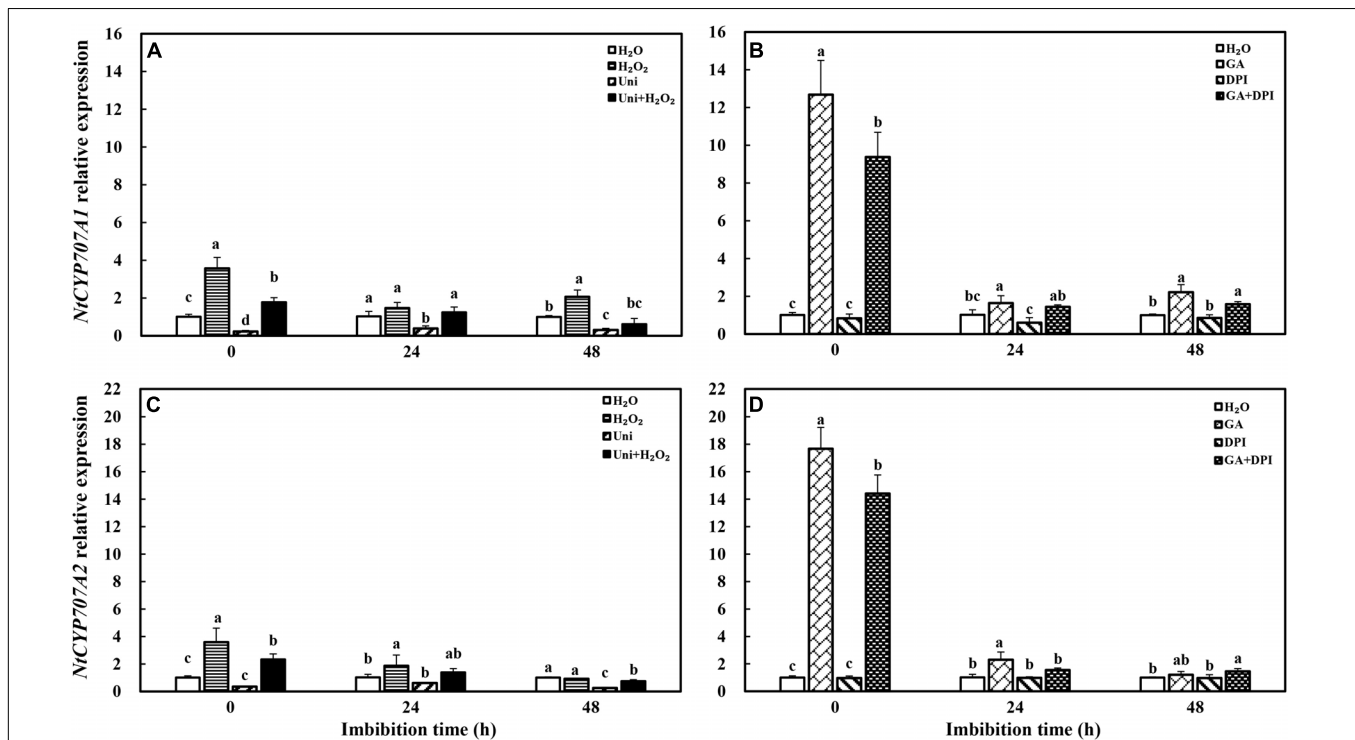 A
16
14
12
10
8
6
4
2
0
NtCYP707A1 relative expression
H₂O
H₂O₂
Uni
Uni+H₂O₂
c a d b
a a b a
b a c bc
0 24 48
B
16
14
12
10
8
6
4
2
0
H₂O
GA
DPI
GA+DPI
c a c b
bc a c ab
b a b a
0 24 48
C
22
20
18
16
14
12
10
8
6
4
2
0
NtCYP707A2 relative expression
H₂O
H₂O₂
Uni
Uni+H₂O₂
c a c b
b a b ab
a a c b
0 24 48
Imbibition time (h)
D
22
20
18
16
14
12
10
8
6
4
2
0
H₂O
GA
DPI
GA+DPI
c a c b
b a b b
b ab b a
0 24 48
Imbibition time (h)